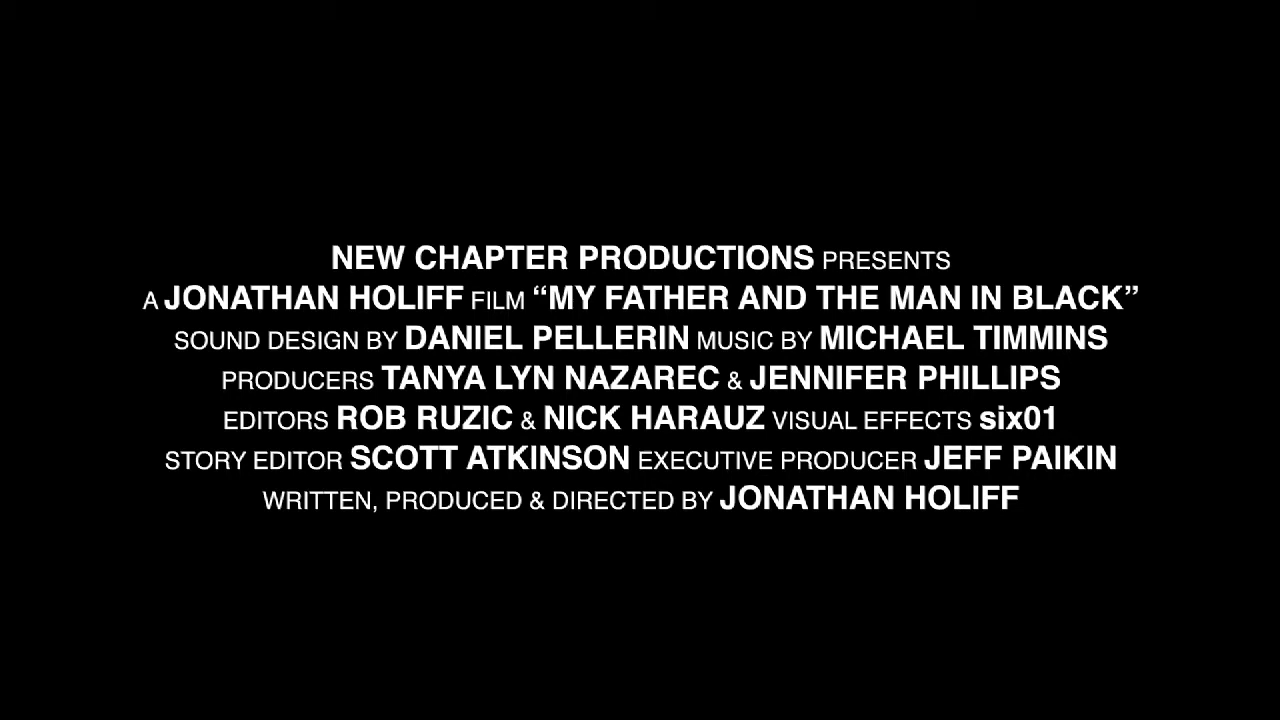 NEW CHAPTER PRODUCTIONS PRESENTS
A JONATHAN HOLIFF FILM “MY FATHER AND THE MAN IN BLACK”
SOUND DESIGN BY DANIEL PELLERIN MUSIC BY MICHAEL TIMMINS
PRODUCERS TANYA LYN NAZAREC & JENNIFER PHILLIPS
EDITORS ROB RUZIC & NICK HARAUZ VISUAL EFFECTS six01
STORY EDITOR SCOTT ATKINSON EXECUTIVE PRODUCER JEFF PAIKIN
WRITTEN, PRODUCED & DIRECTED BY JONATHAN HOLIFF